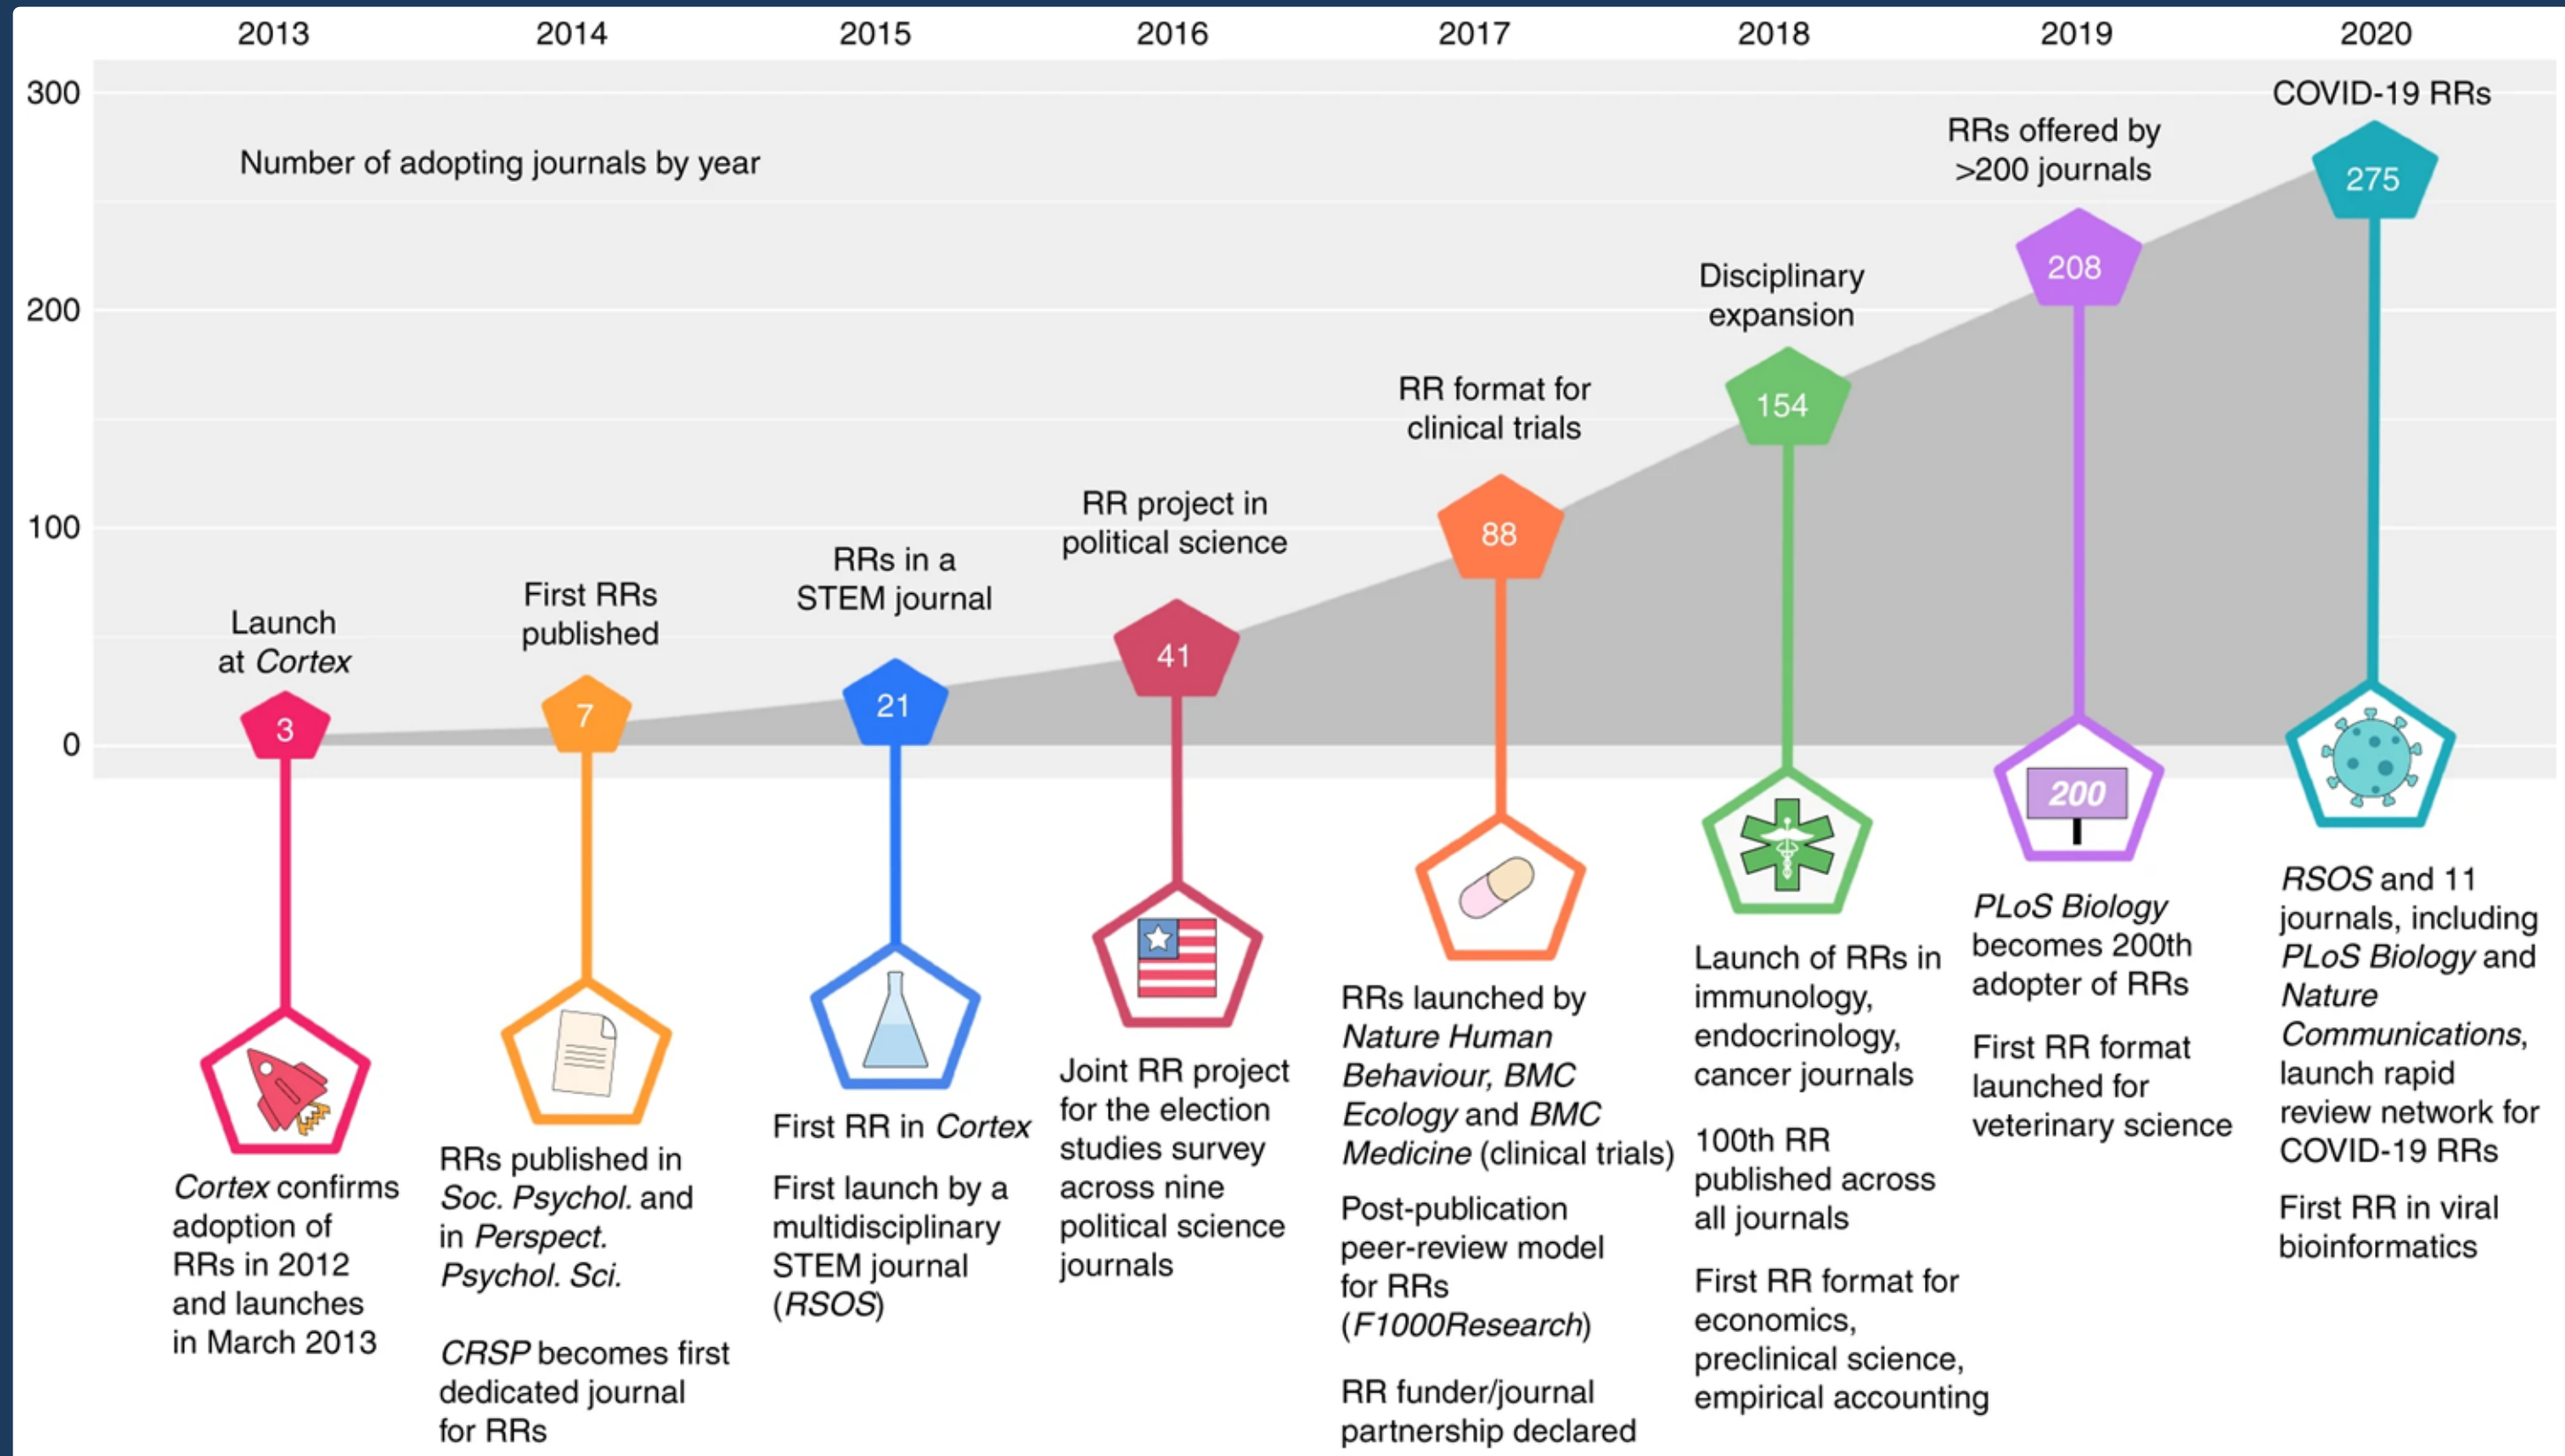 2013
2014
2015
2016
2017
2018
2019
2020
300
200
100
0
Number of adopting journals by year
Launch
at Cortex
3
Cortex confirms
adoption of
RRs in 2012
and launches
in March 2013
First RRs
published
7
RRs published in
Soc. Psychol. and
in Perspect.
Psychol. Sci.
CRSP becomes first
dedicated journal
for RRs
RRs in a
STEM journal
21
First RR in Cortex
First launch by a
multidisciplinary
STEM journal
(RSOS)
RR project in
political science
41
Joint RR project
for the election
studies survey
across nine
political science
journals
RR format for
clinical trials
88
RRs launched by
Nature Human
Behaviour, BMC
Ecology and BMC
Medicine (clinical trials)
Post-publication
peer-review model
for RRs
(F1000Research)
RR funder/journal
partnership declared
Disciplinary
expansion
154
Launch of RRs in
immunology,
endocrinology,
cancer journals
100th RR
published across
all journals
First RR format for
economics,
preclinical science,
empirical accounting
RRs offered by
>200 journals
208
200
PLoS Biology
becomes 200th
adopter of RRs
First RR format
launched for
veterinary science
COVID-19 RRs
275
RSOS and 11
journals, including
PLoS Biology and
Nature
Communications,
launch rapid
review network for
COVID-19 RRs
First RR in viral
bioinformatics